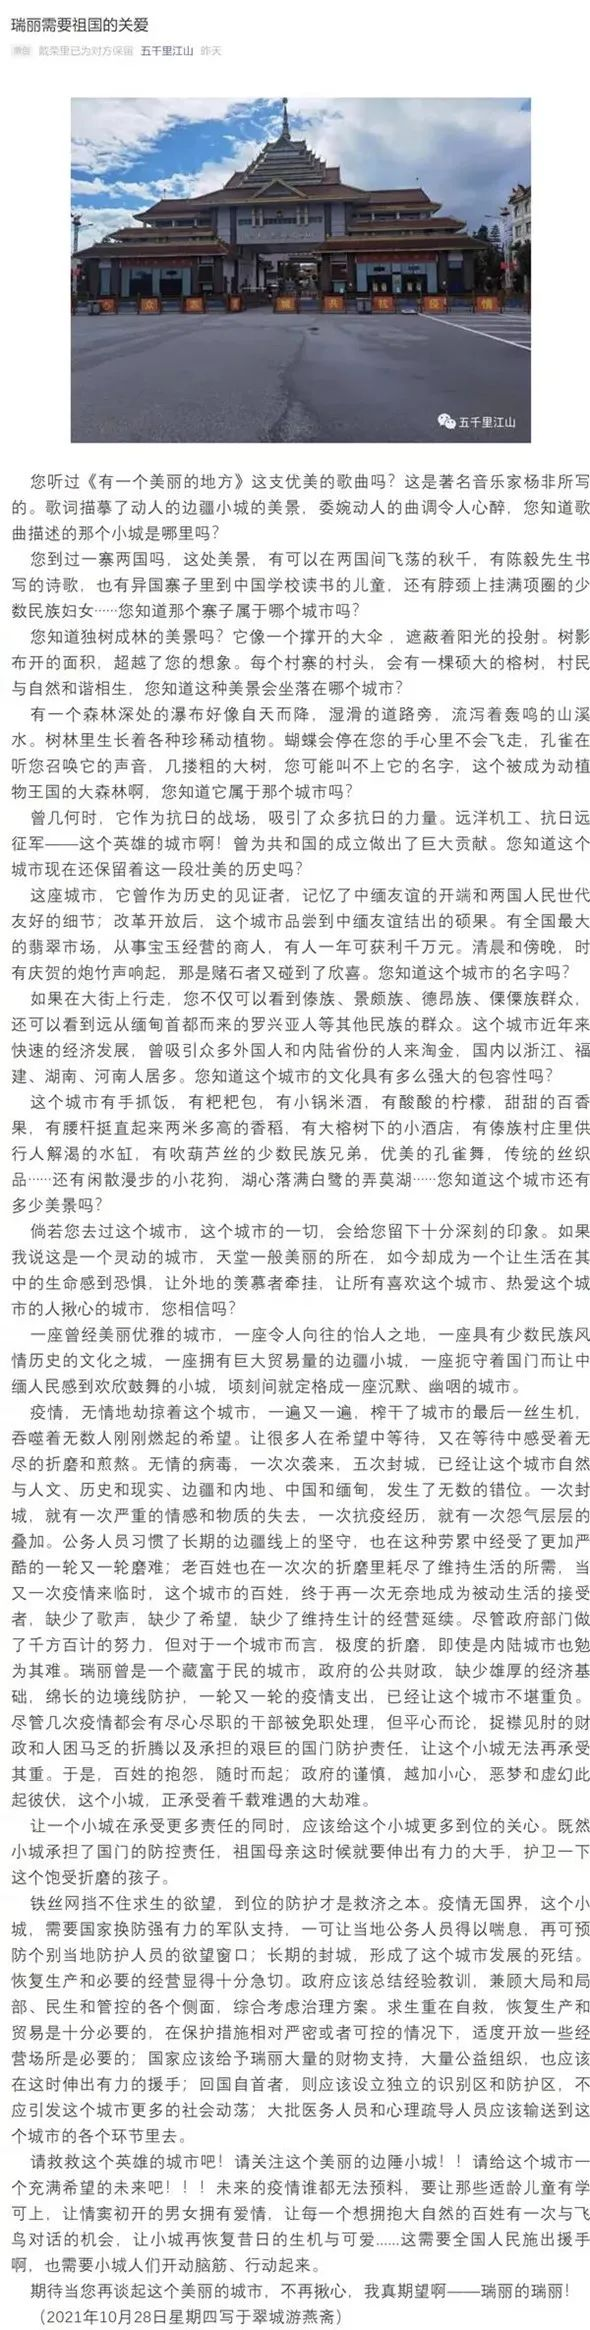 瑞丽需要祖国的关爱
原创 戴荣里已为对方保留 五千里江山 昨天
众志
城共抗疫情
五千里江山
您听过《有一个美丽的地方》这支优美的歌曲吗？这是著名音乐家杨非所写
的。歌词描摹了动人的边疆小城的美景，委婉动人的曲调令人心醉，您知道歌
曲描述的那个小城是哪里吗？
您到过一寨两国吗，这处美景，有可以在两国间飞荡的秋千，有陈毅先生书
写的诗歌，也有异国寨子里到中国学校读书的儿童，还有脖颈上挂满项圈的少
数民族妇女……您知道那个寨子属于哪个城市吗？
您知道独树成林的美景吗？它像一个撑开的大伞，遮蔽着阳光的投射。树影
布开的面积，超越了您的想象。每个村寨的村头，会有一棵硕大的榕树，村民
与自然和谐相生，您知道这种美景会坐落在哪个城市？
有一个森林深处的瀑布好像自天而降，湿滑的道路旁，流泻着轰鸣的山溪
水。树林里生长着各种珍稀动植物。蝴蝶会停在您的手心里不会飞走，孔雀在
听您召唤它的声音，几搂粗的大树，您可能叫不上它的名字，这个被成为动植
物王国的大森林啊，您知道它属于那个城市吗？
曾几何时，它作为抗日的战场，吸引了众多抗日的力量。远洋机工、抗日远
征军——这个英雄的城市啊！曾为共和国的成立做出了巨大贡献。您知道这个
城市现在还保留着这一段壮美的历史吗？
这座城市，它曾作为历史的见证者，记忆了中缅友谊的开端和两国人民世代
友好的细节；改革开放后，这个城市品尝到中缅友谊结出的硕果。有全国最大
的翡翠市场，从事宝玉经营的商人，有人一年可获利千万元。清晨和傍晚，时
有庆贺的炮竹声响起，那是赌石者又碰到了欣喜。您知道这个城市的名字吗？
如果在大街上行走，您不仅可以看到傣族、景颇族、德昂族、傈僳族群众，
还可以看到远从缅甸首都而来的罗兴亚人等其他民族的群众。这个城市近年来
快速的经济发展，曾吸引众多外国人和内陆省份的人来淘金，国内以浙江、福
建、湖南、河南人居多。您知道这个城市的文化具有多么强大的包容性吗？
这个城市有手抓饭，有粑粑包，有小锅米酒，有酸酸的柠檬，甜甜的百香
果，有腰杆挺直起来两米多高的香稻，有大榕树下的小酒店，有傣族村庄里供
行人解渴的水缸，有吹葫芦丝的少数民族兄弟，优美的孔雀舞，传统的丝织
品……还有闲散漫步的小花狗，湖心落满白鹭的弄莫湖……您知道这个城市还有
多少美景吗？
倘若您去过这个城市，这个城市的一切，会给您留下十分深刻的印象。如果
我说这是一个灵动的城市，天堂一般美丽的所在，如今却成为一个让生活在其
中的生命感到恐惧，让外地的羡慕者牵挂，让所有喜欢这个城市、热爱这个城
市的人揪心的城市，您相信吗？
一座曾经美丽优雅的城市，一座令人向往的怡人之地，一座具有少数民族风
情历史的文化之城，一座拥有巨大贸易量的边疆小城，一座扼守着国门而让中
缅人民感到欢欣鼓舞的小城，顷刻间就定格成一座沉默、幽咽的城市。
疫情，无情地劫掠着这个城市，一遍又一遍，榨干了城市的最后一丝生机，
吞噬着无数人刚刚燃起的希望。让很多人在希望中等待，又在等待中感受着无
尽的折磨和煎熬。无情的病毒，一次次袭来，五次封城，已经让这个城市自然
与人文、历史和现实、边疆和内地、中国和缅甸，发生了无数的错位。一次封
城，就有一次严重的情感和物质的失去，一次抗疫经历，就有一次怨气层层的
叠加。公务人员习惯了长期的边疆线上的坚守，也在这种劳累中经受了更加严
酷的一轮又一轮磨难；老百姓也在一次次的折磨里耗尽了维持生活的所需，当
又一次疫情来临时，这个城市的百姓，终于再一次无奈地成为被动生活的接受
者，缺少了歌声，缺少了希望，缺少了维持生计的经营延续。尽管政府部门做
了千方百计的努力，但对于一个城市而言，极度的折磨，即使是内陆城市也勉
为其难。瑞丽曾是一个藏富于民的城市，政府的公共财政，缺少雄厚的经济基
础，绵长的边境线防护，一轮又一轮的疫情支出，已经让这个城市不堪重负。
尽管几次疫情都会有尽心尽职的干部被免职处理，但平心而论，捉襟见肘的财
政和人困马乏的折腾以及承担的艰巨的国门防护责任，让这个小城无法再承受
其重。于是，百姓的抱怨，随时而起；政府的谨慎，越加小心，恶梦和虚幻此
起彼伏，这个小城，正承受着千载难遇的大劫难。
让一个小城在承受更多责任的同时，应该给这个小城更多到位的关心。既然
小城承担了国门的防控责任，祖国母亲这时候就要伸出有力的大手，护卫一下
这个饱受折磨的孩子。
铁丝网挡不住求生的欲望，到位的防护才是救济之本。疫情无国界，这个小
城，需要国家换防强有力的军队支持，一可让当地公务人员得以喘息，再可预
防个别当地防护人员的欲望窗口；长期的封城，形成了这个城市发展的死结。
恢复生产和必要的经营显得十分急切。政府应该总结经验教训，兼顾大局和局
部、民生和管控的各个侧面，综合考虑治理方案。求生重在自救，恢复生产和
贸易是十分必要的，在保护措施相对严密或者可控的情况下，适度开放一些经
营场所是必要的；国家应该给予瑞丽大量的财物支持，大量公益组织，也应该
在这时伸出有力的援手；回国自首者，则应该设立独立的识别区和防护区，不
应引发这个城市更多的社会动荡；大批医务人员和心理疏导人员应该输送到这
个城市的各个环节里去。
请救救这个英雄的城市吧！请关注这个美丽的边陲小城！！请给这个城市一
个充满希望的未来吧！！！未来的疫情谁都无法预料，要让那些适龄儿童有学
可上，让情窦初开的男女拥有爱情，让每一个想拥抱大自然的百姓有一次与飞
鸟对话的机会，让小城再恢复昔日的生机与可爱......这需要全国人民施出援手
啊，也需要小城人们开动脑筋、行动起来。
期待当您再谈起这个美丽的城市，不再揪心，我真期望啊——瑞丽的瑞丽！
（2021年10月28日星期四写于翠城游燕斋）